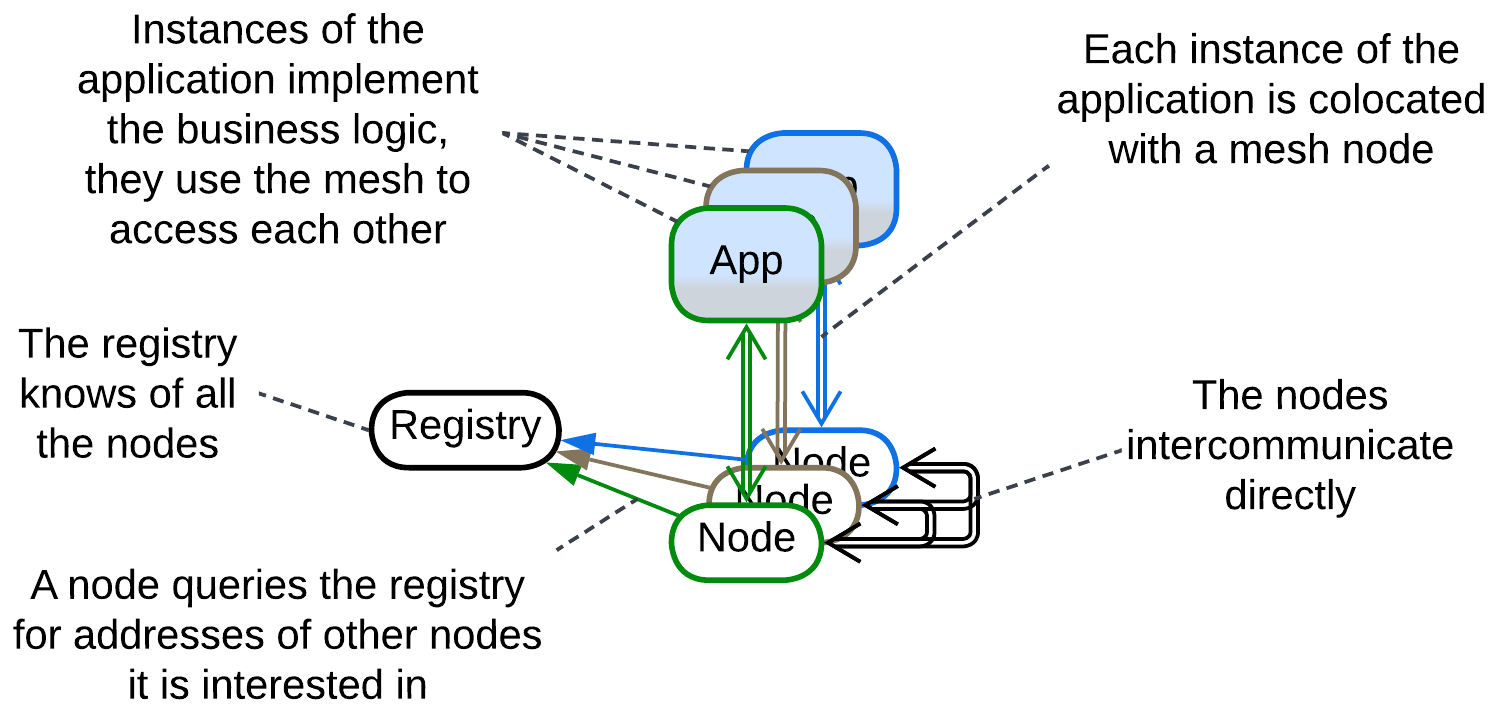 Instances of the
application implement
the business logic,
they use the mesh to
access each other
Each instance of the
application is colocated
with a mesh node
App
The registry
knows of all
the nodes
Registry
The nodes
intercommunicate
directly
Node
Node
Node
A node queries the registry
for addresses of other nodes
it is interested in